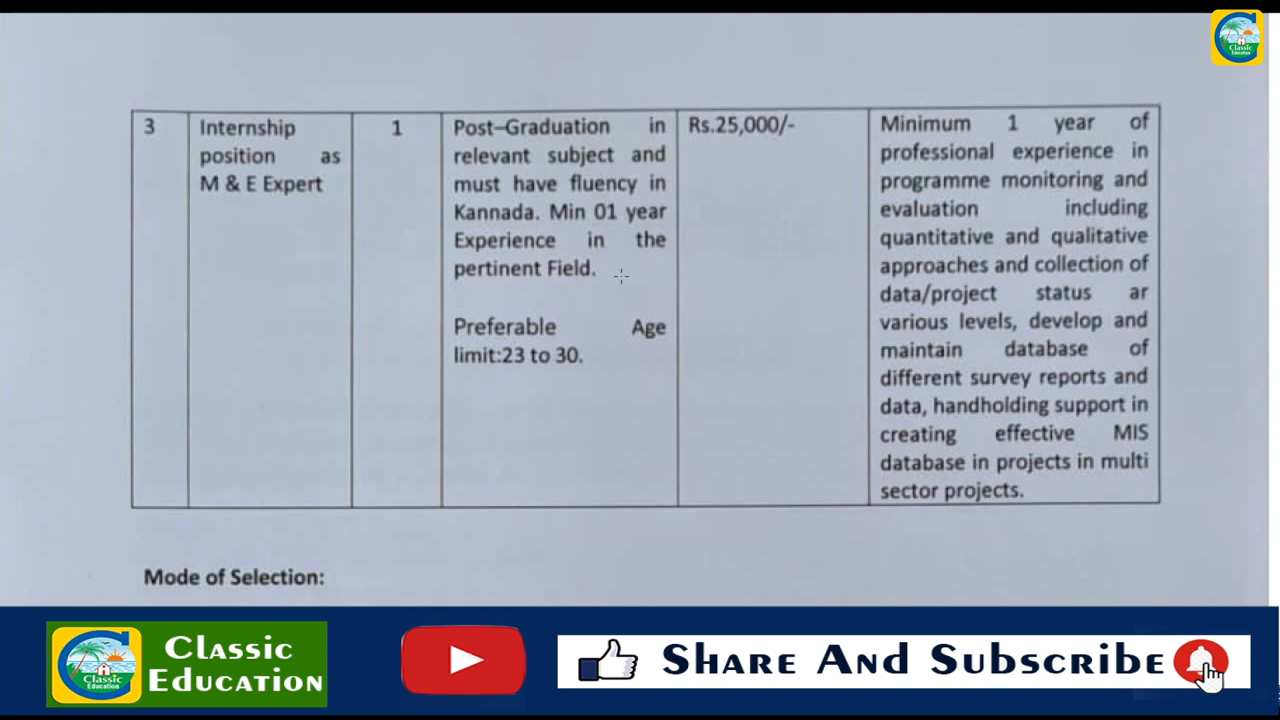 Classic
Education
3
Internship
position as
M & E Expert
1
Post–Graduation in
relevant subject and
must have fluency in
Kannada. Min 01 year
Experience in the
pertinent Field.
Preferable Age
limit:23 to 30.
Rs.25,000/-
Minimum 1 year of
professional experience in
programme monitoring and
evaluation including
quantitative and qualitative
approaches and collection of
data/project status ar
various levels, develop and
maintain database of
different survey reports and
data, handholding support in
creating effective MIS
database in projects in multi
sector projects.
Mode of Selection:
Classic
Education
Classic
Education
Share And Subscribe